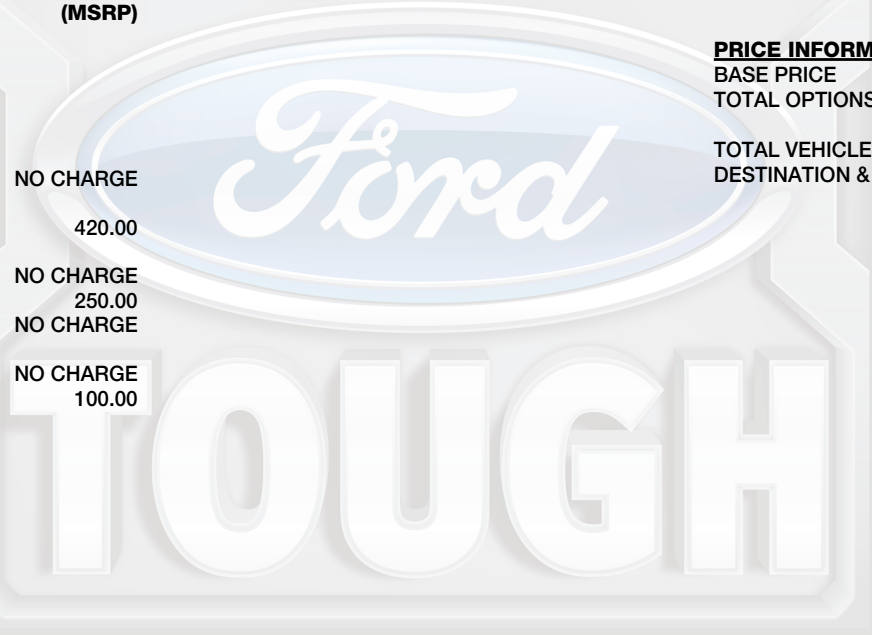 (MSRP)
NO CHARGE
420.00
NO CHARGE
250.00
NO CHARGE
NO CHARGE
100.00
PRICE INFORM
BASE PRICE
TOTAL OPTIONS
TOTAL VEHICLE
DESTINATION &
Ford
TOUGH